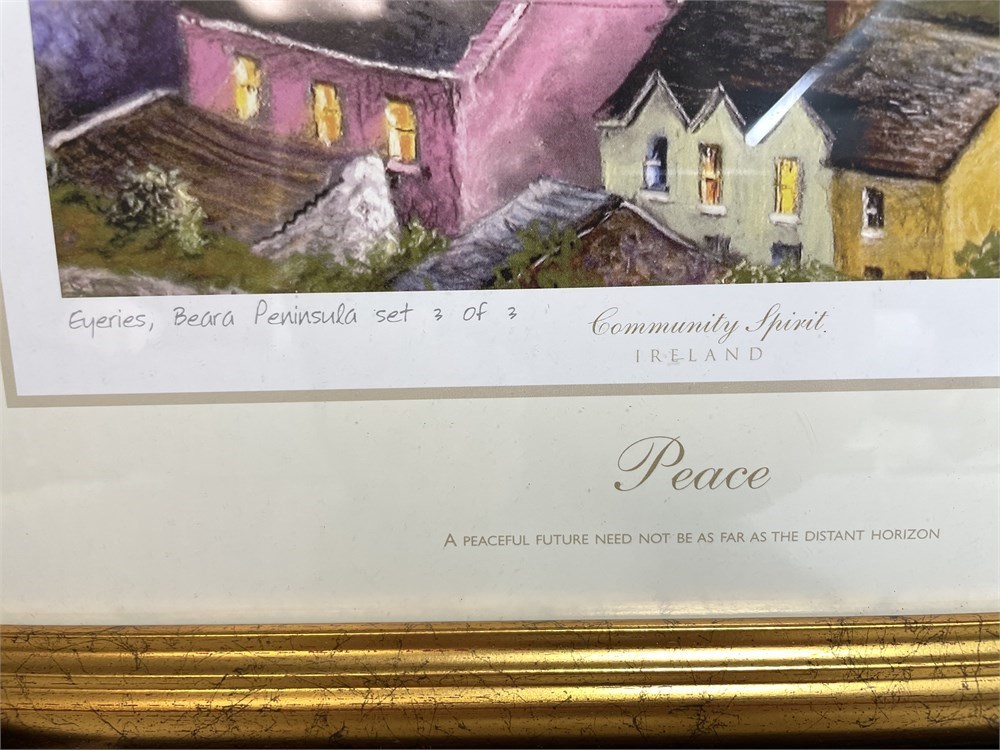 Eyeries, Beara Peninsula set 3 of 3
Community Spirit
IRELAND
Peace
A PEACEFUL FUTURE NEED NOT BE AS FAR AS THE DISTANT HORIZON